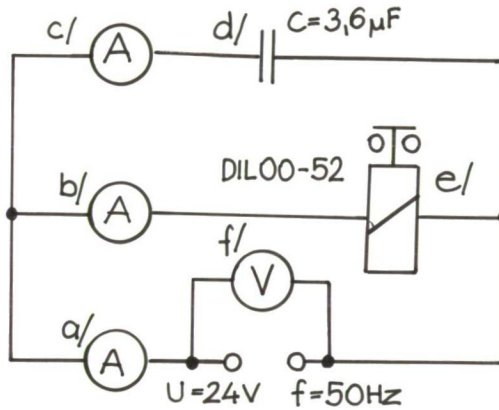 c/ A d/ C=3,6µF
DIL00-52 e/
b/ A
f/ V
a/ A
U=24V f=50Hz